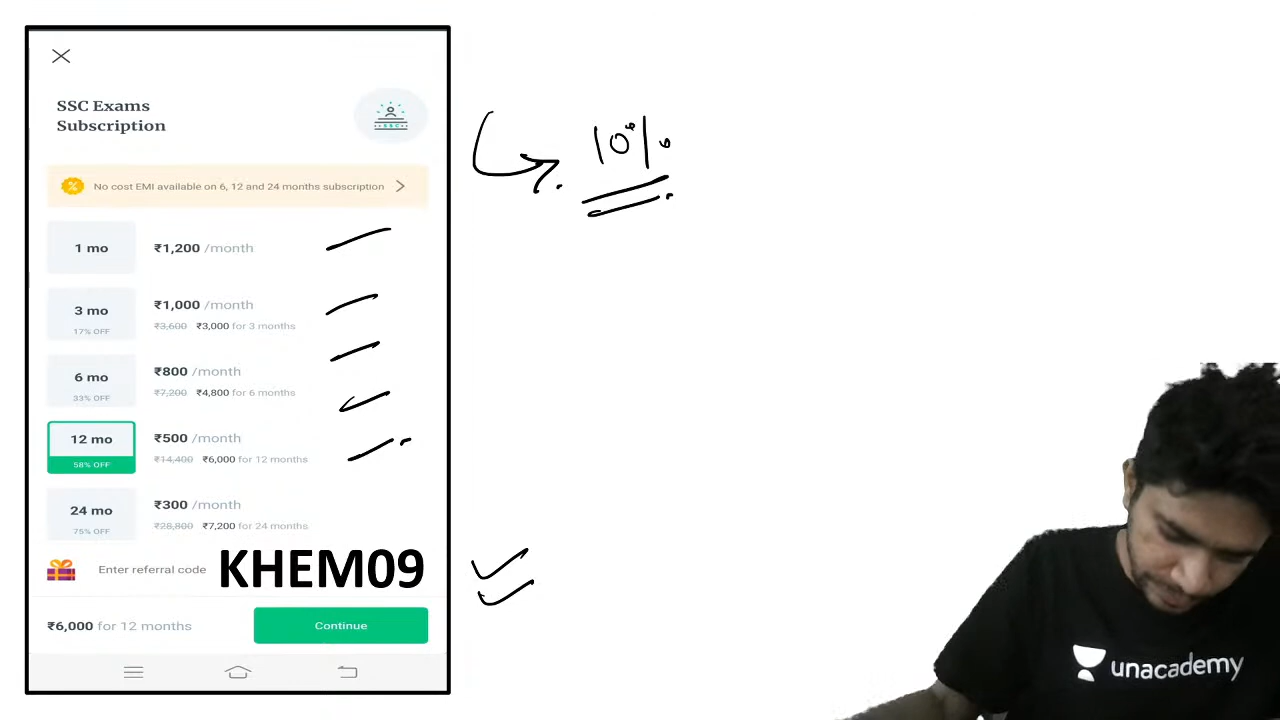 SSC Exams
Subscription
SSC
No cost EMI available on 6, 12 and 24 months subscription
1 mo
₹1,200 /month
3 mo
17% OFF
₹1,000 /month
₹3,600 ₹3,000 for 3 months
6 mo
33% OFF
₹800 /month
₹7,200 ₹4,800 for 6 months
12 mo
58% OFF
₹500 /month
₹14,400 ₹6,000 for 12 months
24 mo
75% OFF
₹300 /month
₹28,800 ₹7,200 for 24 months
Enter referral code KHEM09
₹6,000 for 12 months
Continue
10%
unacademy